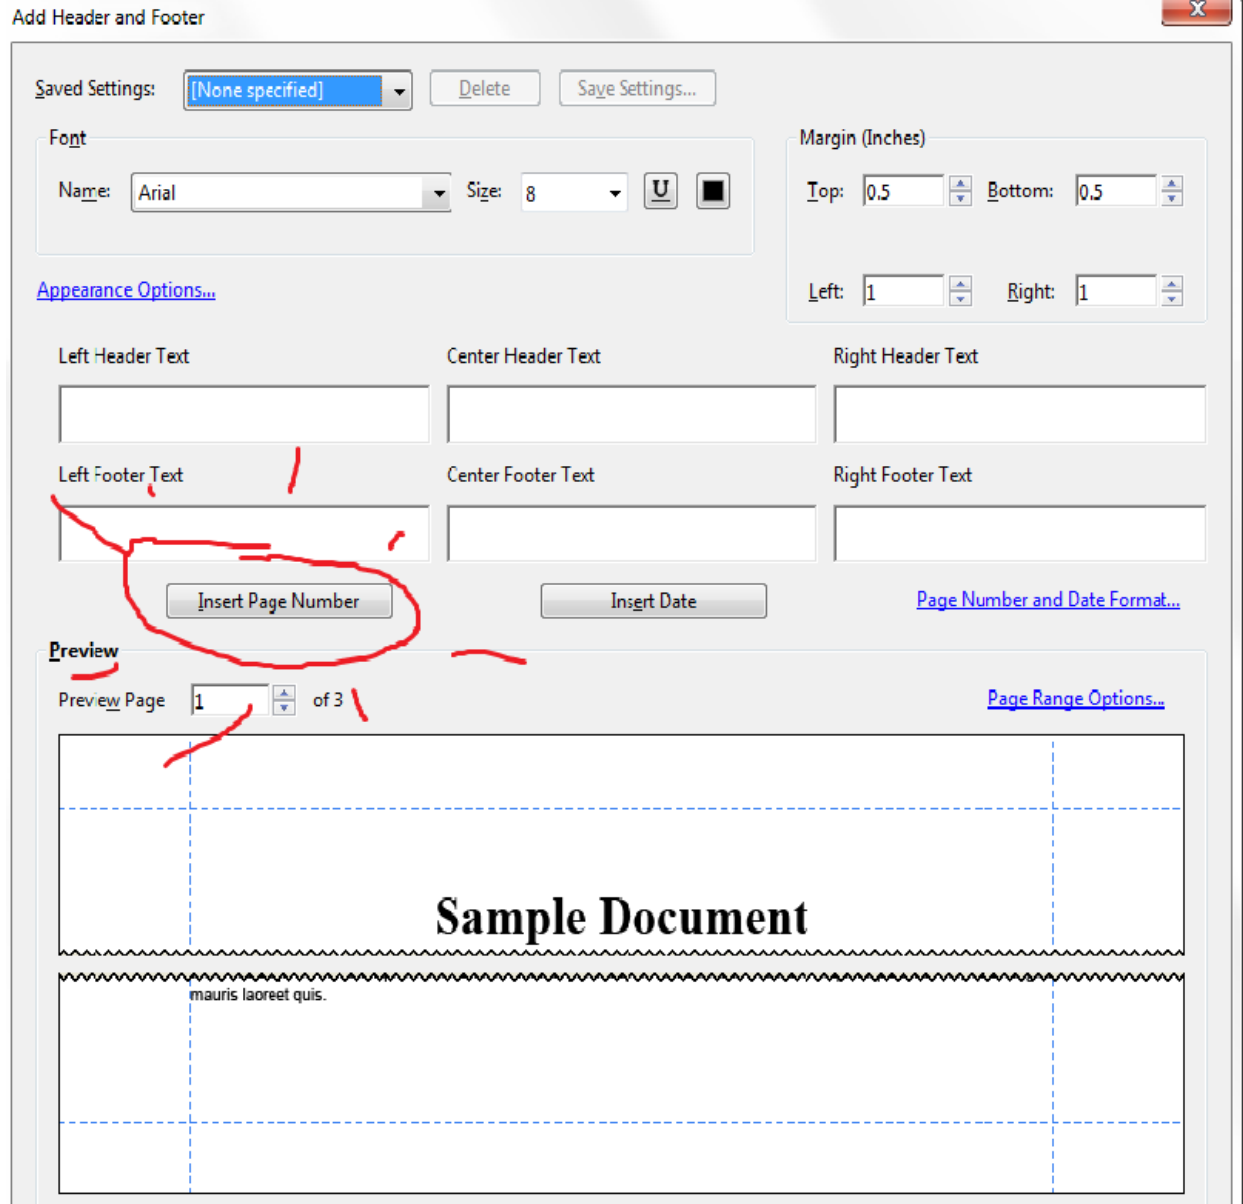 Add Header and Footer
x
Saved Settings: [None specified] Delete Save Settings...
Font
Name: Arial Size: 8 U
Margin (Inches)
Top: 0.5 Bottom: 0.5
Left: 1 Right: 1
Appearance Options...
Left Header Text Center Header Text Right Header Text
Left Footer Text Center Footer Text Right Footer Text
Insert Page Number Insert Date Page Number and Date Format...
Preview
Preview Page 1 of 3 Page Range Options...
Sample Document
mauris laoreet quis.